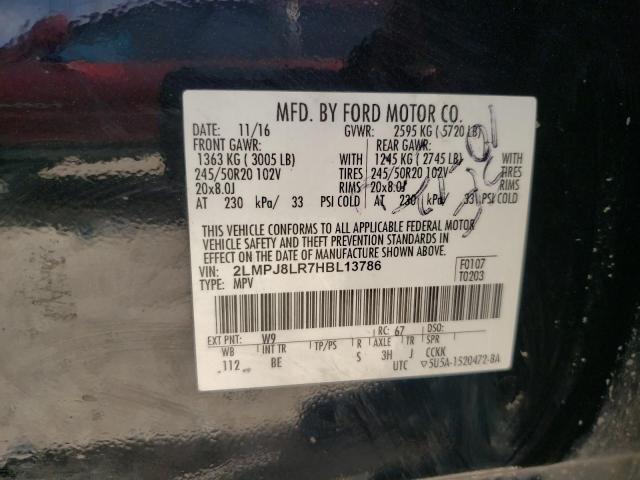 MFD. BY FORD MOTOR CO.
DATE: 11/16 GVWR: 2595 KG ( 5720 LB)
FRONT GAWR: REAR GAWR:
1363 KG ( 3005 LB) WITH 1245 KG ( 2745 LB) WITH
245/50R20 102V TIRES 245/50R20 102V TIRES
20x8.0J RIMS 20x8.0J RIMS
AT 230 kPa/ 33 PSI COLD AT 230 kPa/ 33 PSI COLD
THIS VEHICLE CONFORMS TO ALL APPLICABLE FEDERAL MOTOR
VEHICLE SAFETY AND THEFT PREVENTION STANDARDS IN
EFFECT ON THE DATE OF MANUFACTURE SHOWN ABOVE.
VIN: 2LMPJ8LR7HBL13786 F0107
TYPE: MPV T0203
EXT PNT: W9 RC: 67 DSO:
WB INT TR TP/PS R AXLE TR SPR
112 BE S 3H J CCKK
UTC ▽5U5A-1520472-BA